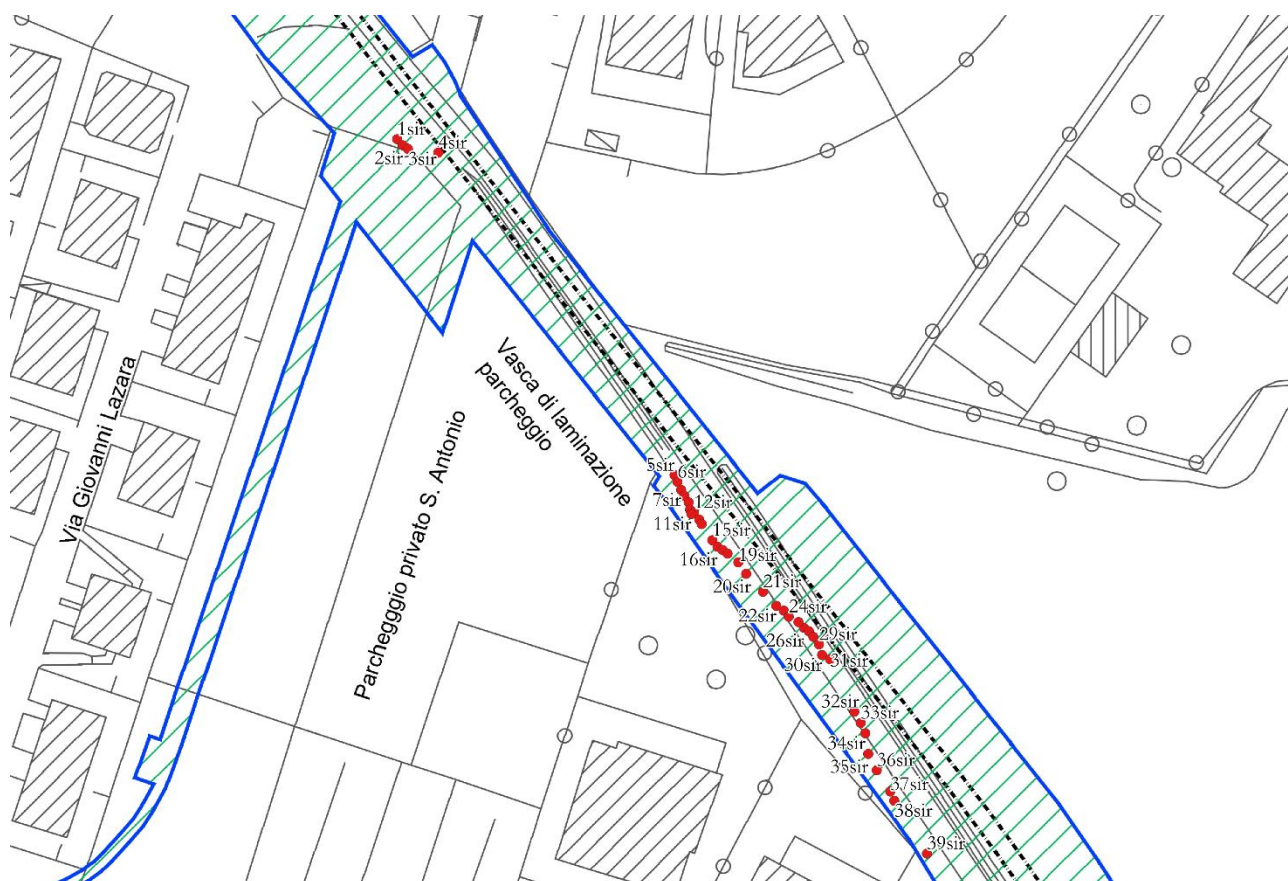 1sir
2sir
3sir
4sir
Via Giovanni Lazara
Parchegggio privato S. Antonio
Vasca di laminazione
parcheggio
5sir
6sir
7sir
12sir
11sir
15sir
16sir
19sir
20sir
21sir
22sir
24sir
26sir
29sir
30sir
31sir
32sir
33sir
34sir
35sir
36sir
37sir
38sir
39sir